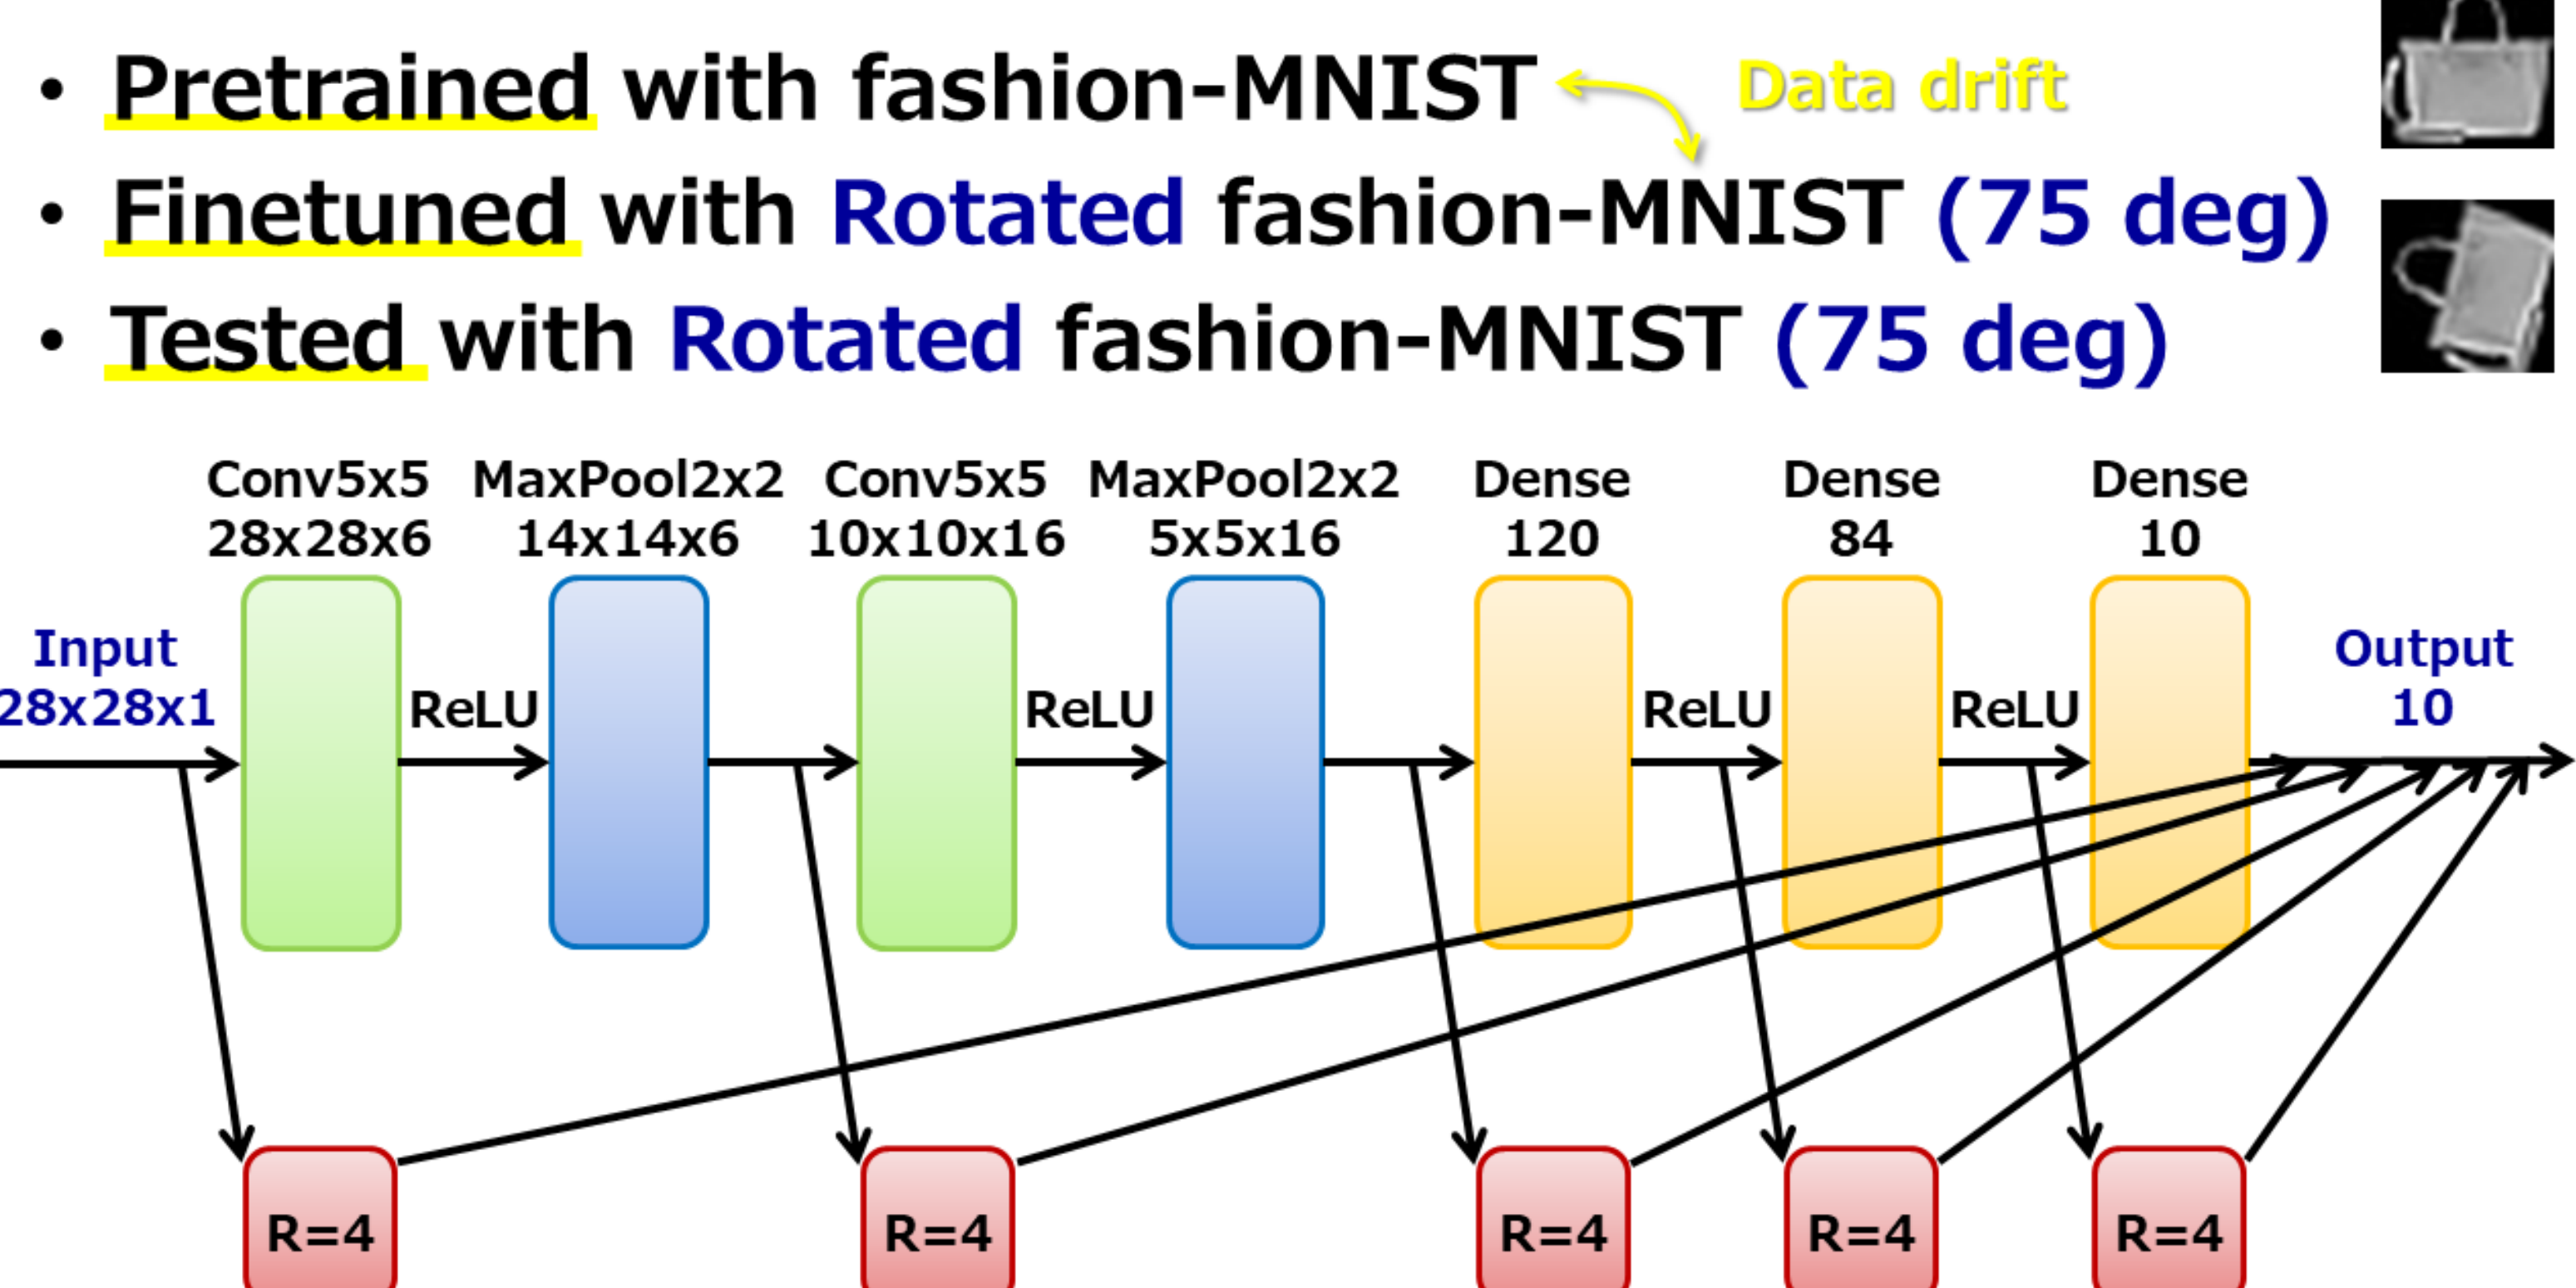 • Pretrained with fashion-MNIST
Data drift
• Finetuned with Rotated fashion-MNIST (75 deg)
• Tested with Rotated fashion-MNIST (75 deg)
Conv5x5
28x28x6
MaxPool2x2
14x14x6
Conv5x5
10x10x16
MaxPool2x2
5x5x16
Dense
120
Dense
84
Dense
10
Input
28x28x1
ReLU
ReLU
ReLU
ReLU
Output
10
R=4
R=4
R=4
R=4
R=4